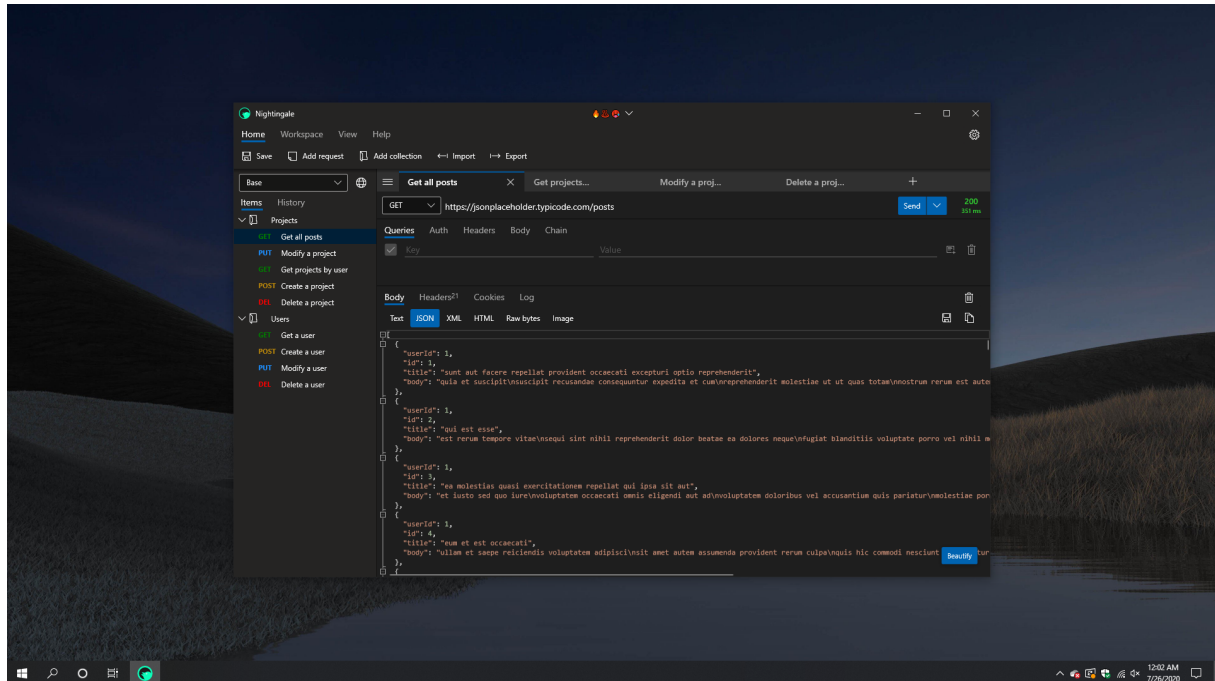 Nightingale
Home Workspace View Help
Save Add request Add collection Import Export
Base
Items History
Projects
GET Get all posts
PUT Modify a project
GET Get projects by user
POST Create a project
DEL Delete a project
Users
GET Get a user
POST Create a user
PUT Modify a user
DEL Delete a user
Get all posts Get projects... Modify a proj... Delete a proj...
GET https://jsonplaceholder.typicode.com/posts Send 200
351 ms
Queries Auth Headers Body Chain
Key Value
Body Headers21 Cookies Log
Text JSON XML HTML Raw bytes Image
[
{
"userId": 1,
"id": 1,
"title": "sunt aut facere repellat provident occaecati excepturi optio reprehenderit",
"body": "quia et suscipit\nsuscipit recusandae consequuntur expedita et cum\nreprehenderit molestiae ut ut quas totam\nnostrum rerum est autem
},
{
"userId": 1,
"id": 2,
"title": "qui est esse",
"body": "est rerum tempore vitae\nsequi sint nihil reprehenderit dolor beatae ea dolores neque\nfugiat blanditiis voluptate porro vel nihil m
},
{
"userId": 1,
"id": 3,
"title": "ea molestias quasi exercitationem repellat qui ipsa sit aut",
"body": "et iusto sed quo iure\nvoluptatem occaecati omnis eligendi aut ad\nvoluptatem doloribus vel accusantium quis pariatur\nmolestiae por
},
{
"userId": 1,
"id": 4,
"title": "eum et est occaecati",
"body": "ullam et saepe reiciendis voluptatem adipisci\nsit amet autem assumenda provident rerum culpa\nquis hic commodi nesciunt tur
},
{
Beautify
12:02 AM
7/26/2020